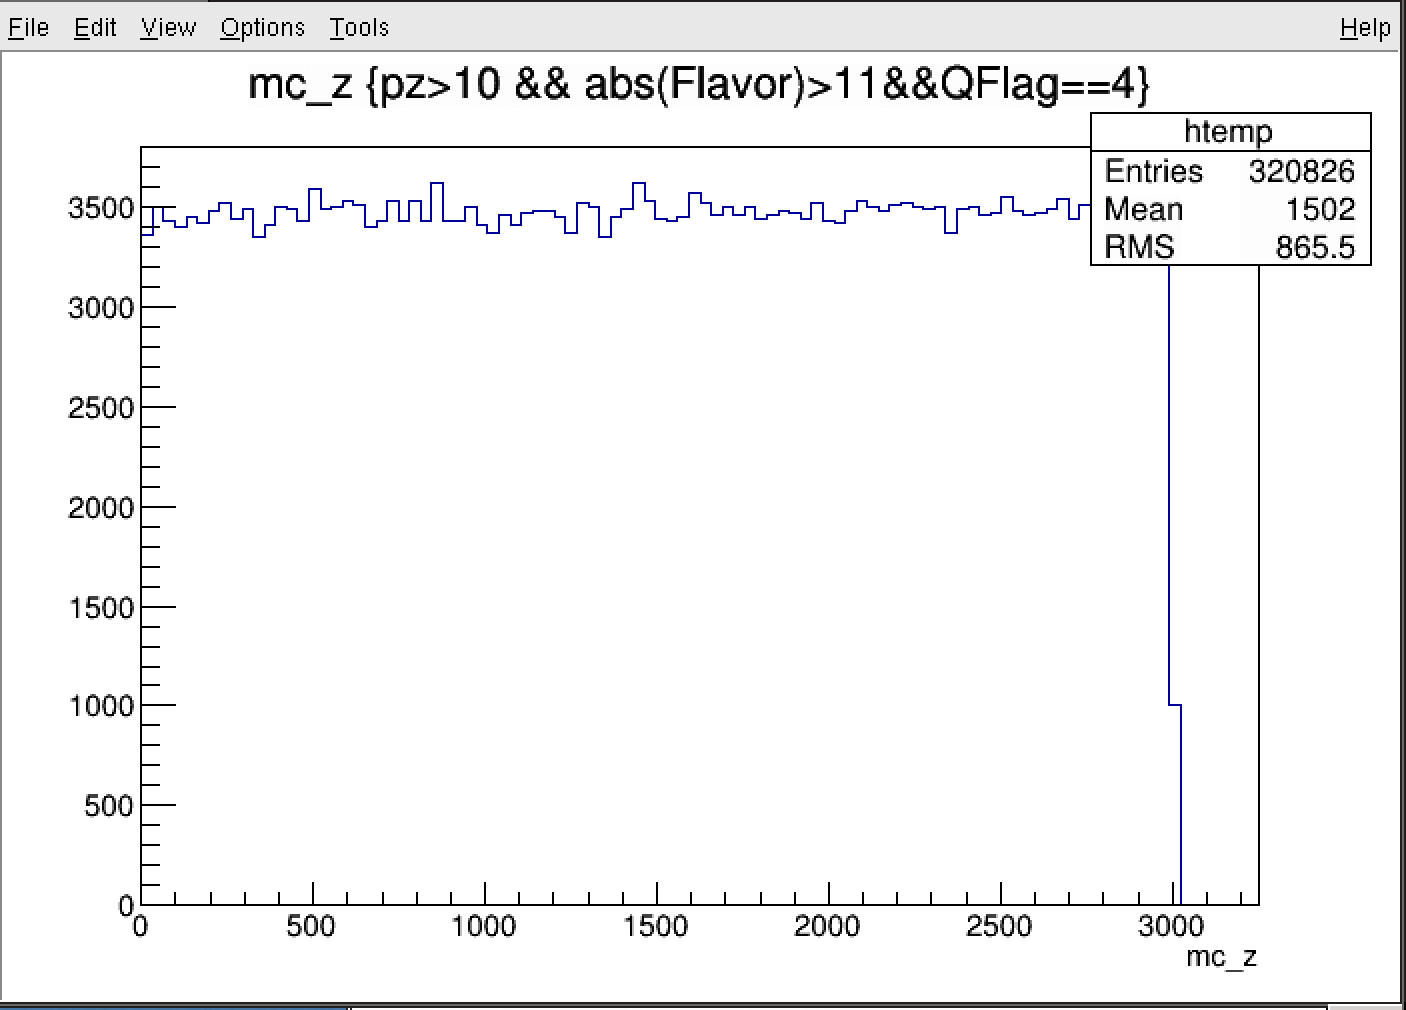 File Edit View Options Tools Help
mc_z {pz>10 && abs(Flavor)>11&&QFlag==4}
htemp
Entries 320826
Mean 1502
RMS 865.5
3500
3000
2500
2000
1500
1000
500
0
0 500 1000 1500 2000 2500 3000
mc_z